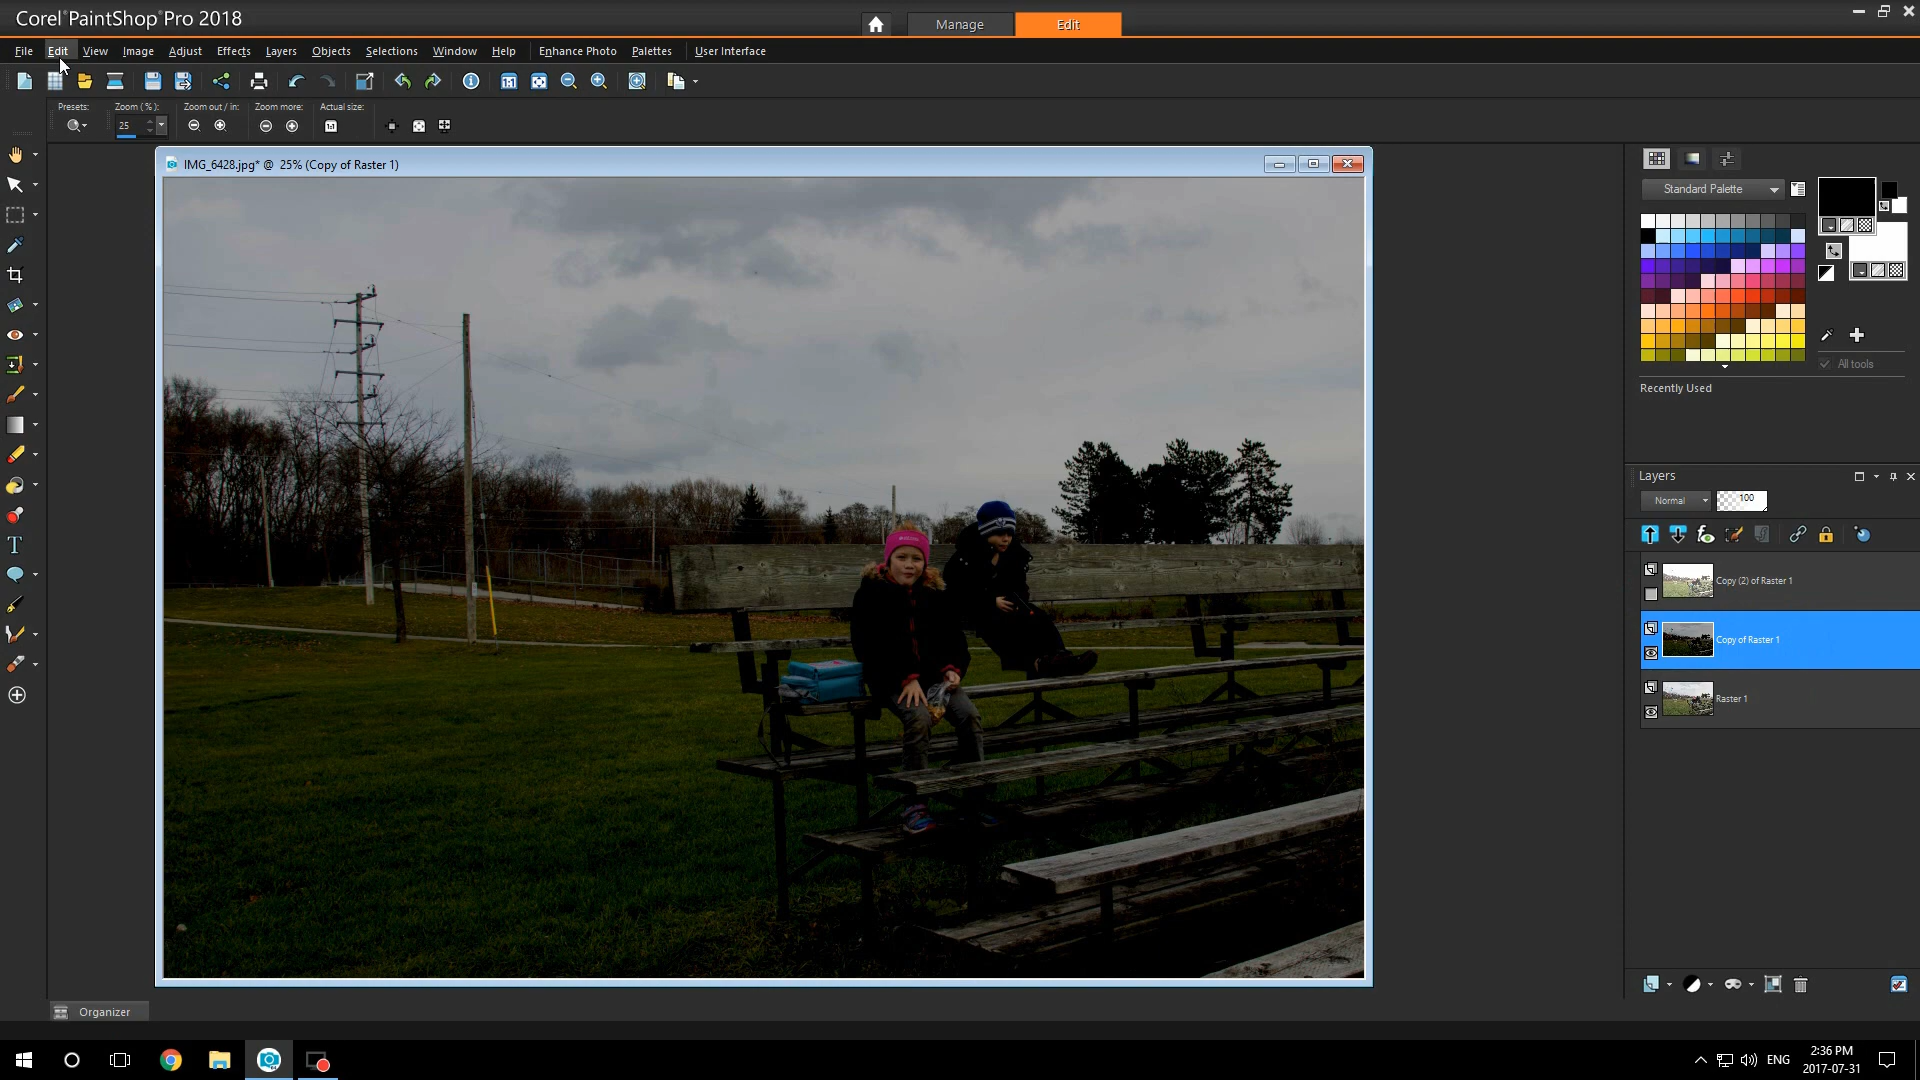 Corel PaintShop Pro 2018
Manage
Edit
File Edit View Image Adjust Effects Layers Objects Selections Window Help Enhance Photo Palettes User Interface
Presets: Zoom (%): Zoom out / in: Zoom more: Actual size:
25
IMG_6428.jpg* @ 25% (Copy of Raster 1)
Standard Palette
All tools
Recently Used
Layers
Normal 100
Copy (2) of Raster 1
Copy of Raster 1
Raster 1
Organizer
ENG
2:36 PM
2017-07-31